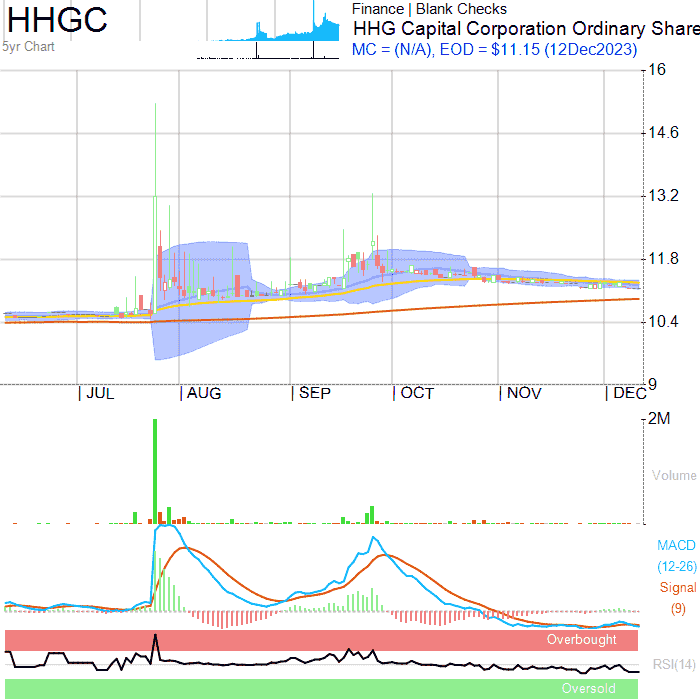 HHGC
5yr Chart
Finance | Blank Checks
HHG Capital Corporation Ordinary Share
MC = (N/A), EOD = $11.15 (12Dec2023)
16
14.6
13.2
11.8
10.4
9
JUL
AUG
SEP
OCT
NOV
DEC
2M
Volume
MACD
(12-26)
Signal
(9)
Overbought
RSI(14)
Oversold